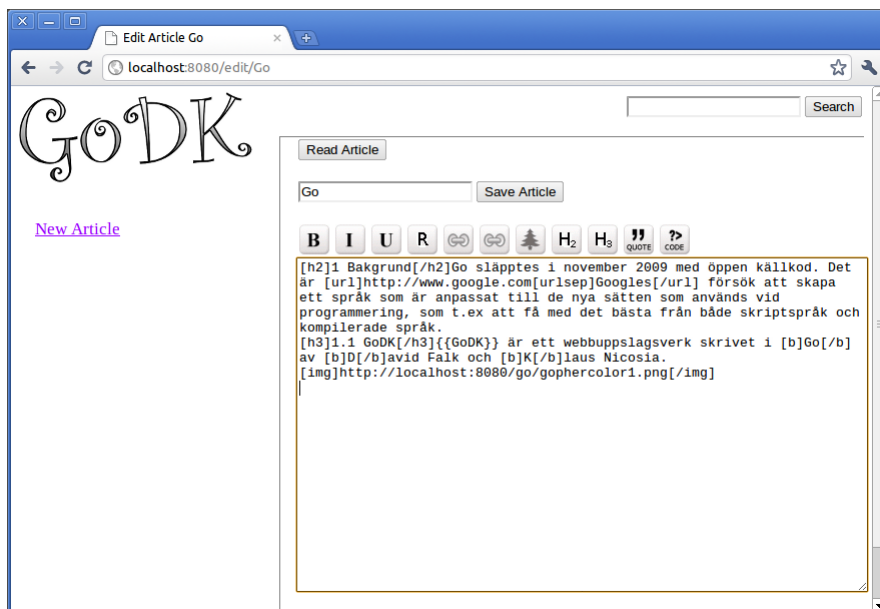 Edit Article Go
localhost:8080/edit/Go
GoDK
Search
Read Article
Go
Save Article
New Article
B I U R H2 H3 QUOTE ?> CODE
[h2]1 Bakgrund[/h2]Go släpptes i november 2009 med öppen källkod. Det
är [url]http://www.google.com[urlsep]Googles[/url] försök att skapa
ett språk som är anpassat till de nya sätten som används vid
programmering, som t.ex att få med det bästa från både skriptspråk och
kompilerade språk.
[h3]1.1 GoDK[/h3]{{GoDK}} är ett webbuppslagsverk skrivet i [b]Go[/b]
av [b]D[/b]avid Falk och [b]K[/b]laus Nicosia.
[img]http://localhost:8080/go/gophercolor1.png[/img]